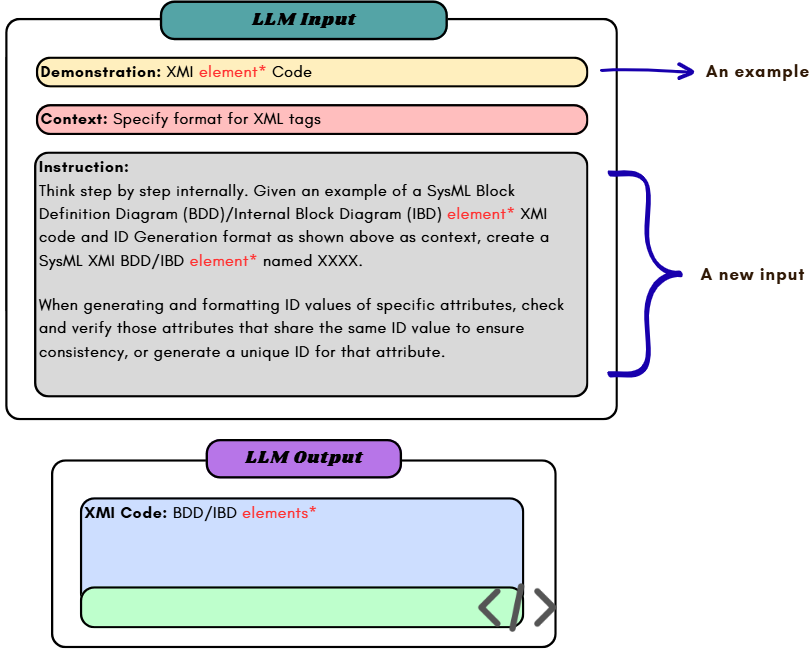 LLM Input
Demonstration: XMI element* Code
An example
Context: Specify format for XML tags
Instruction:
Think step by step internally. Given an example of a SysML Block
Definition Diagram (BDD)/Internal Block Diagram (IBD) element* XMI
code and ID Generation format as shown above as context, create a
SysML XMI BDD/IBD element* named XXXX.
When generating and formatting ID values of specific attributes, check
and verify those attributes that share the same ID value to ensure
consistency, or generate a unique ID for that attribute.
A new input
LLM Output
XMI Code: BDD/IBD elements*
</>